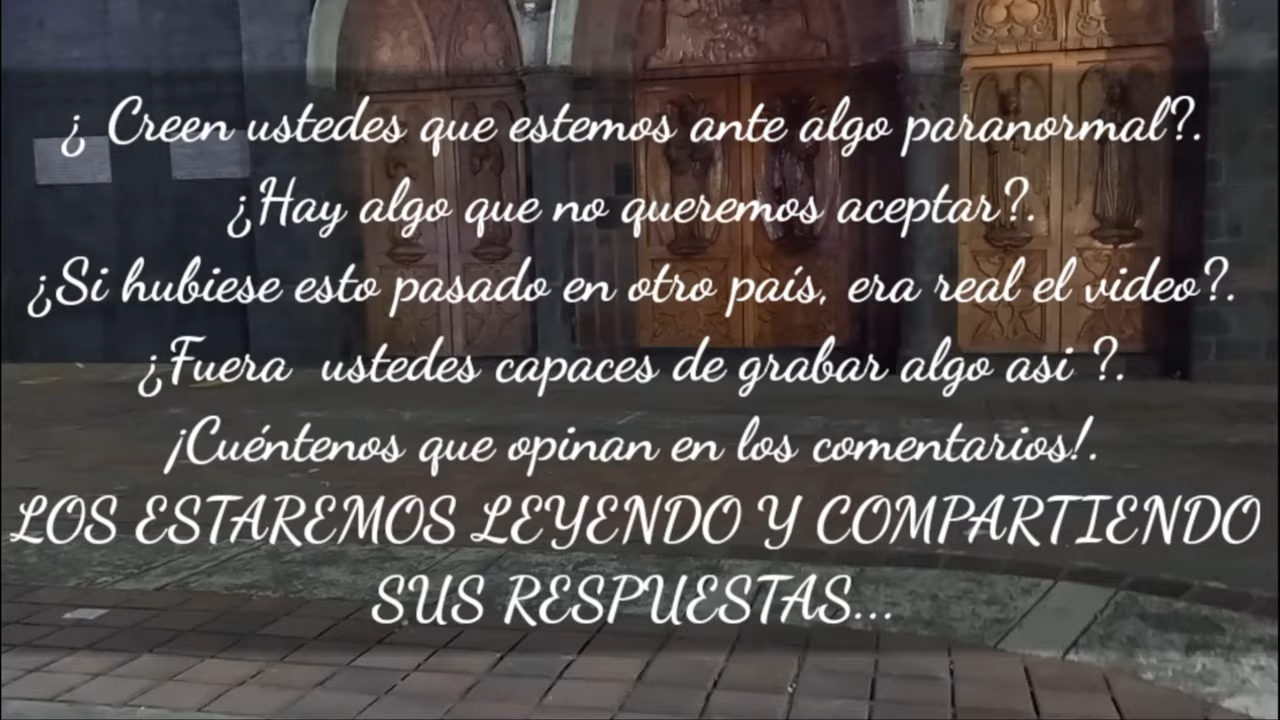 ¿ Creen ustedes que estemos ante algo paranormal?.
¿Hay algo que no queremos aceptar?.
¿Si hubiese esto pasado en otro país, era real el video?.
¿Fuera ustedes capaces de grabar algo asi ?.
¡Cuéntenos que opinan en los comentarios!.
LOS ESTAREMOS LEYENDO Y COMPARTIENDO
SUS RESPUESTAS...